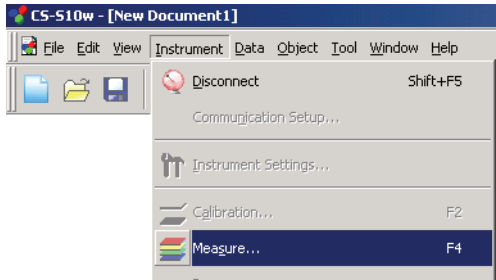 CS-S10w - [New Document1]
File Edit View Instrument Data Object Tool Window Help
Disconnect Shift+F5
Communication Setup...
Instrument Settings...
Calibration... F2
Measure... F4